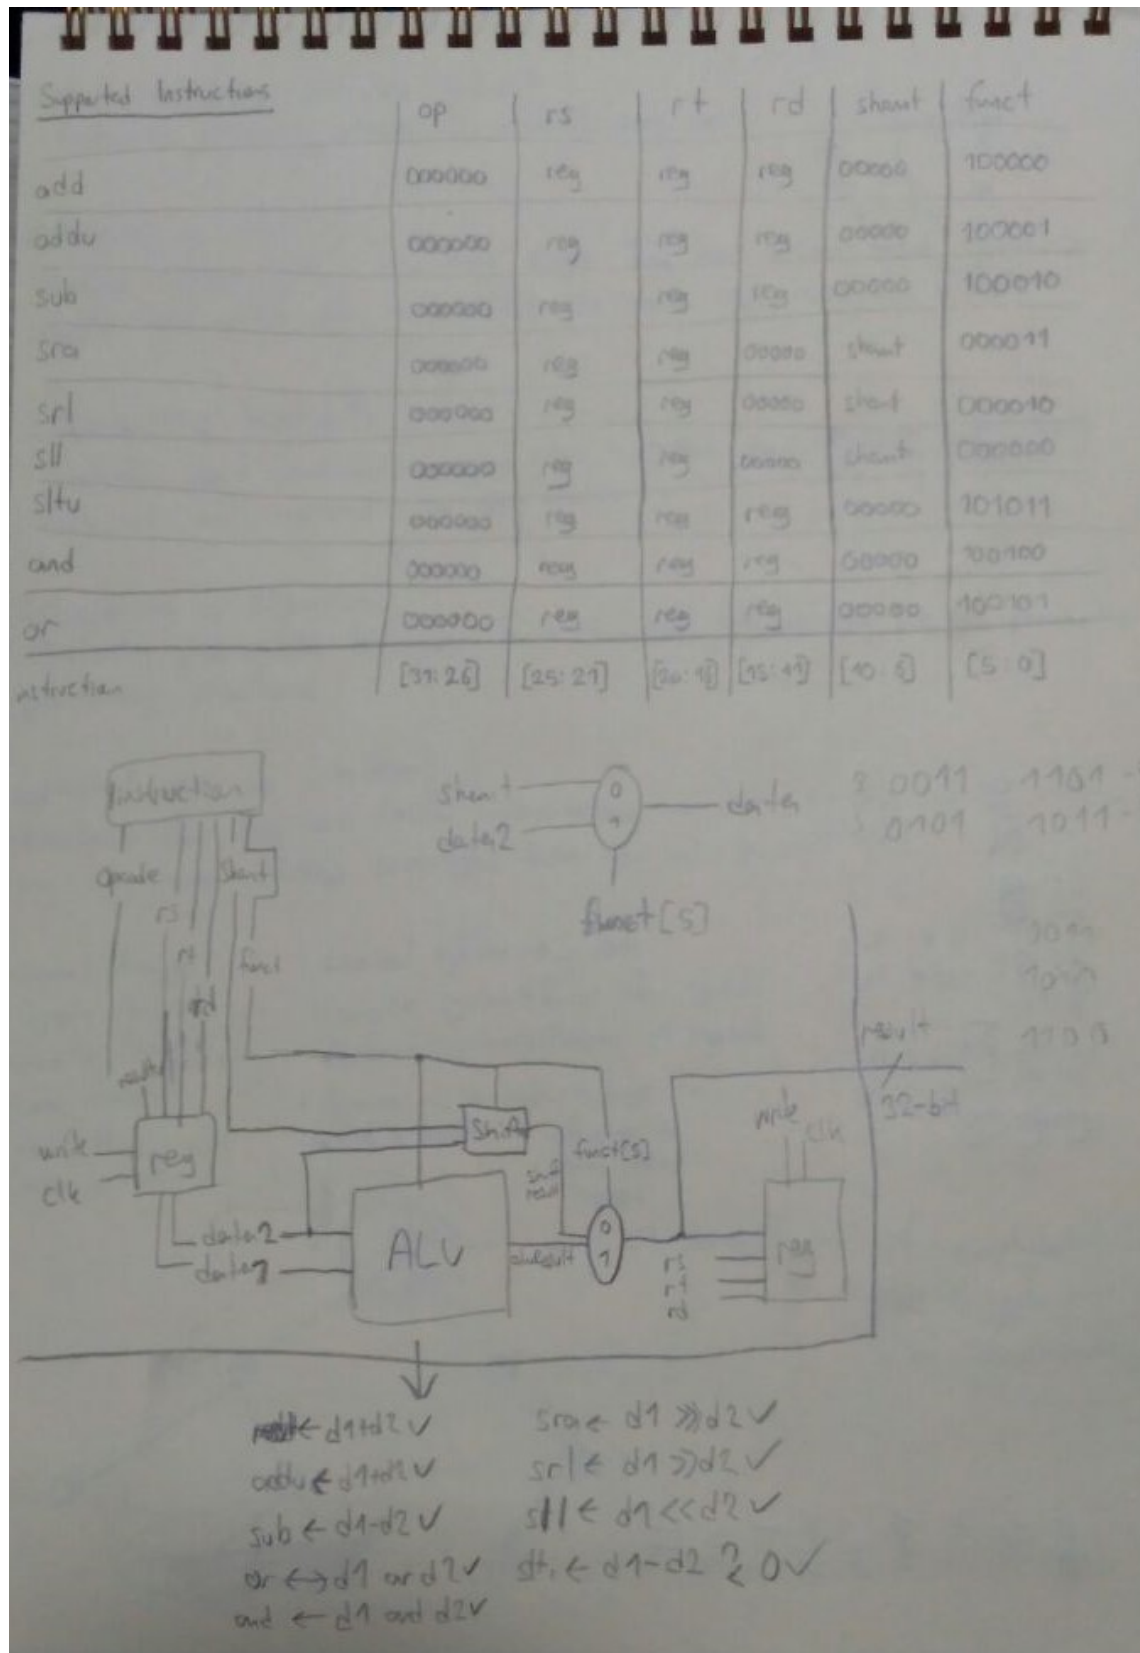 Supported Instructions op rs rt rd shamt funct
add 000000 reg reg reg 00000 100000
addu 000000 reg reg reg 00000 100001
sub 000000 reg reg reg 00000 100010
sra 000000 reg reg 00000 shamt 000011
srl 000000 reg reg 00000 shamt 000010
sll 000000 reg reg 00000 shamt 000000
sltu 000000 reg reg reg 00000 101011
and 000000 reg reg reg 00000 100100
or 000000 reg reg reg 00000 100101
instruction [31:26] [25:21] [20:16] [15:11] [10:6] [5:0]
instruction
shamt 0 data
data2 1
funct[5]
0011 1101
0101 1011
opcode shamt
rs
rt funct
rd
result
32-bit
write clk
write reg
clk
Shift
funct[5]
shift result
data2 ALU aluResult 0
data1 1
reg
rs
rt
rd
d1+d2 ✓ sra ← d1 >>> d2 ✓
addu ← d1+d2 ✓ srl ← d1 >> d2 ✓
sub ← d1-d2 ✓ sll ← d1 << d2 ✓
or ↔ d1 or d2 ✓ ← d1-d2 ? 0 ✓
and ← d1 and d2 ✓